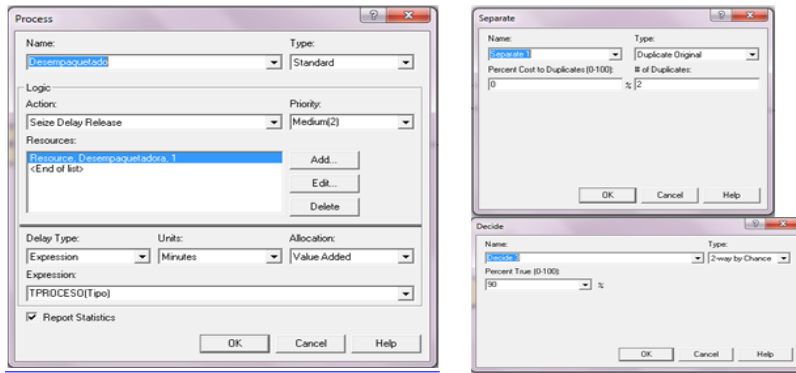 Process
Name:
Type:
Desempaquetado
Standard
Logic
Action:
Priority:
Seize Delay Release
Medium(2)
Resources:
Resource, Desempaquetadora, 1
<End of list>
Add...
Edit...
Delete
Delay Type:
Units:
Allocation:
Expression
Minutes
Value Added
Expression:
TPROCESO(Tipo)
Report Statistics
OK
Cancel
Help
Separate
Name:
Type:
Separate 1
Duplicate Original
Percent Cost to Duplicates (0-100):
# of Duplicates:
0
%
2
OK
Cancel
Help
Decide
Name:
Type:
Decide 3
2-way by Chance
Percent True (0-100):
90
%
OK
Cancel
Help